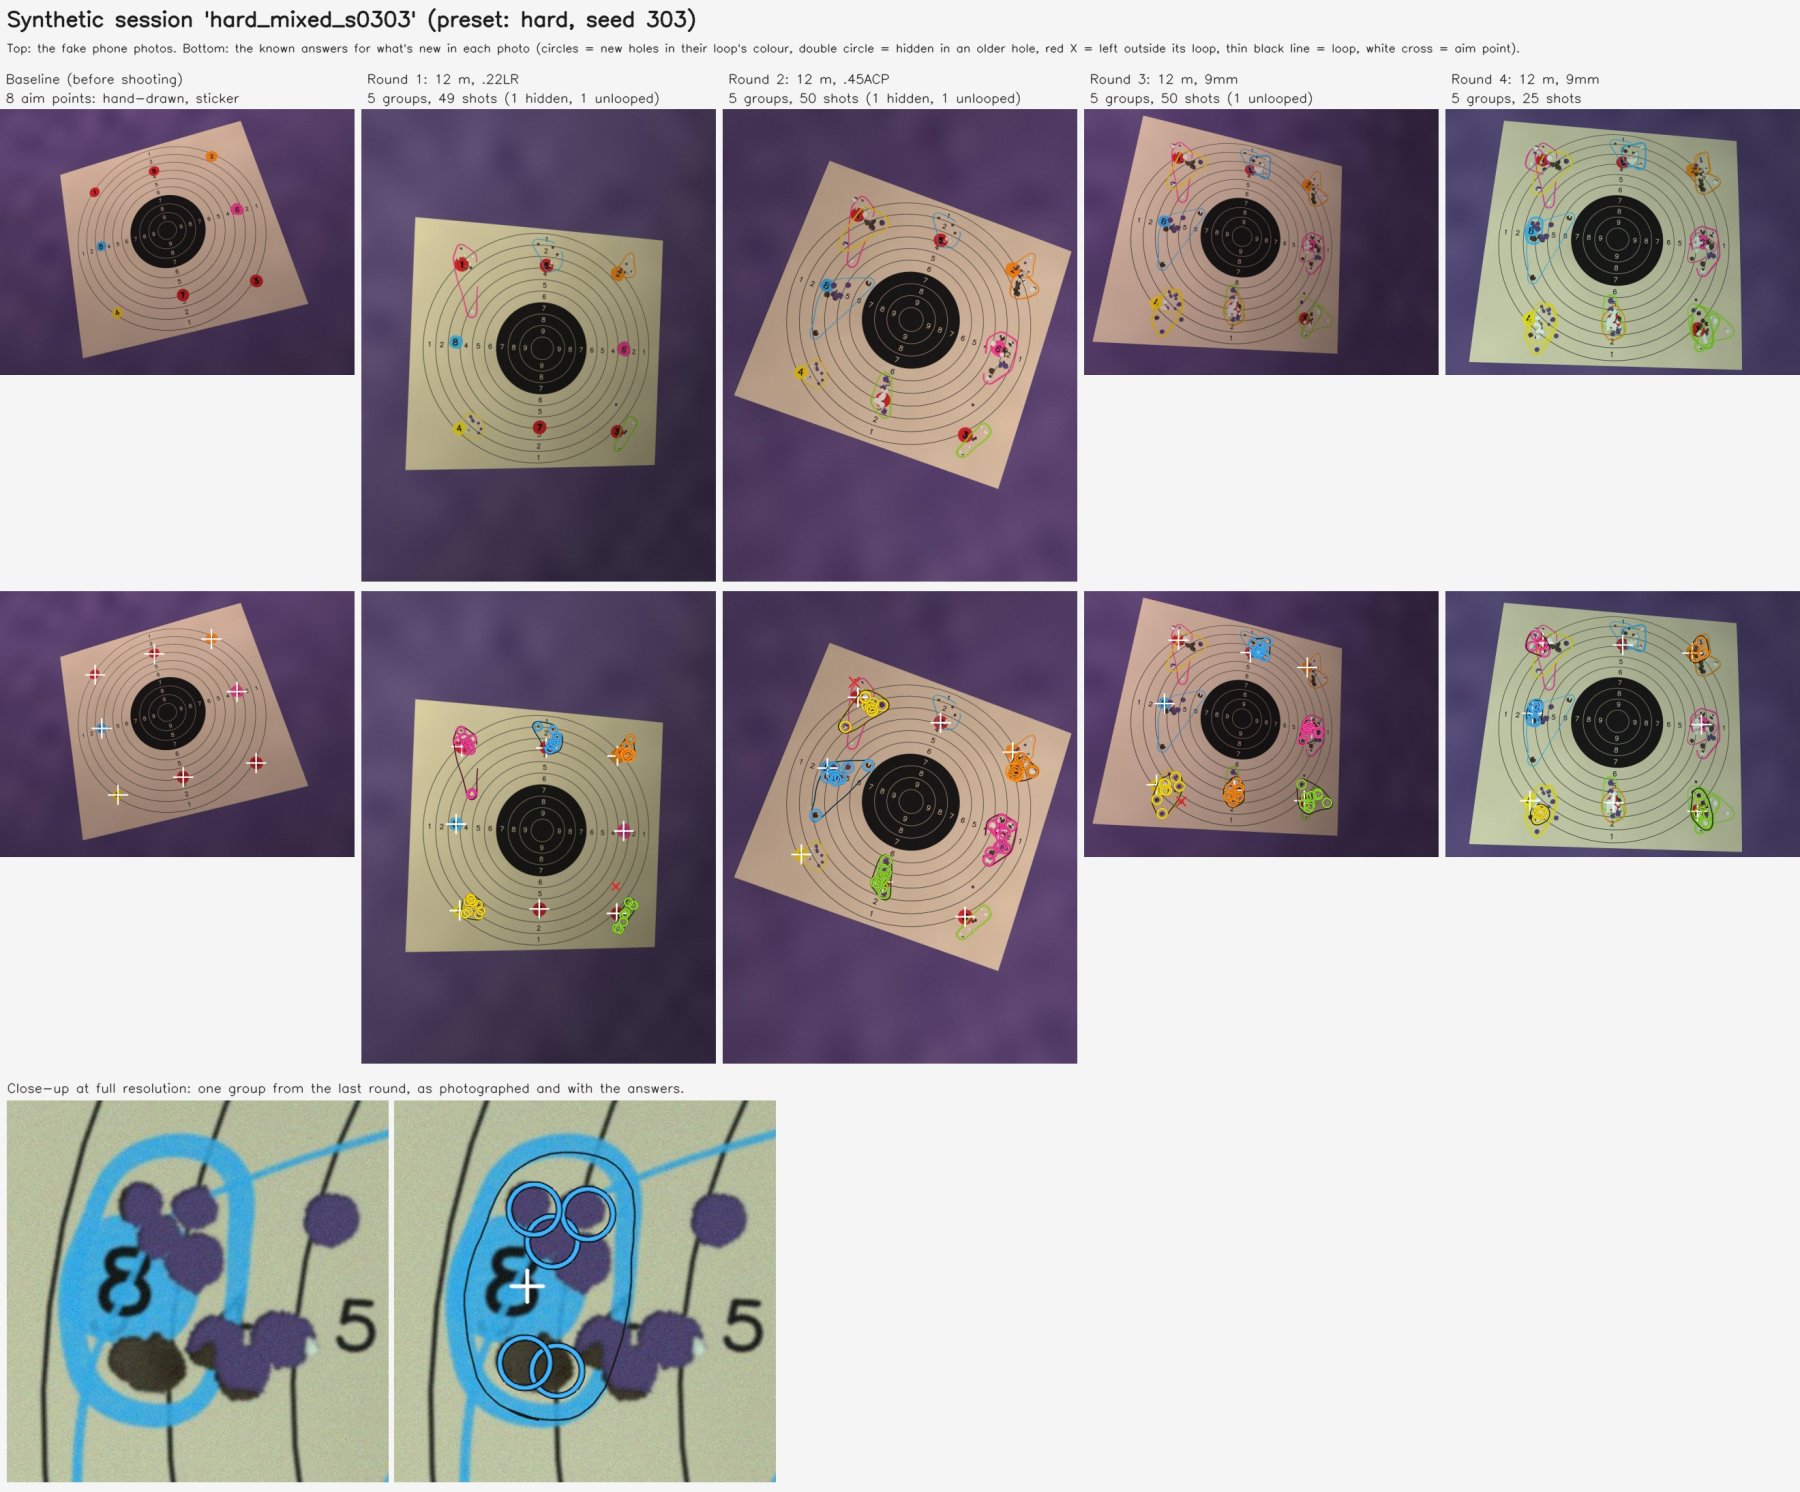 Synthetic session 'hard_mixed_s0303' (preset: hard, seed 303)
Top: the fake phone photos. Bottom: the known answers for what's new in each photo (circles = new holes in their loop's colour, double circle = hidden in an older hole, red X = left outside its loop, thin black line = loop, white cross = aim point).
Baseline (before shooting)
8 aim points: hand-drawn, sticker
Round 1: 12 m, .22LR
5 groups, 49 shots (1 hidden, 1 unlooped)
Round 2: 12 m, .45ACP
5 groups, 50 shots (1 hidden, 1 unlooped)
Round 3: 12 m, 9mm
5 groups, 50 shots (1 unlooped)
Round 4: 12 m, 9mm
5 groups, 25 shots
Close-up at full resolution: one group from the last round, as photographed and with the answers.
8 5
8 5